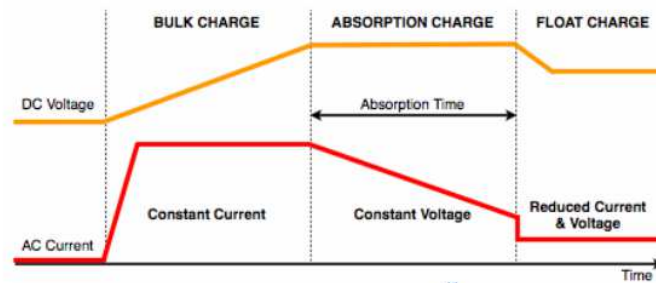 BULK CHARGE
ABSORPTION CHARGE
FLOAT CHARGE
DC Voltage
Absorption Time
Constant Current
Constant Voltage
Reduced Current
& Voltage
AC Current
Time